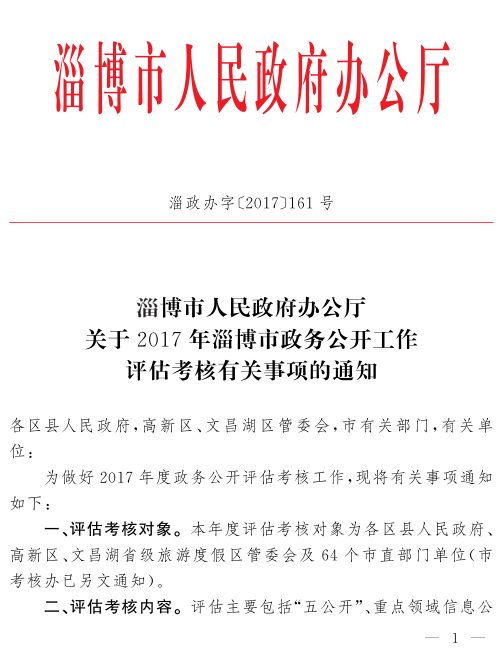 淄博市人民政府办公厅
淄政办字〔2017〕161 号
淄博市人民政府办公厅
关于 2017 年淄博市政务公开工作
评估考核有关事项的通知
各区县人民政府,高新区、文昌湖区管委会,市有关部门,有关单
位:
为做好 2017 年度政务公开评估考核工作,现将有关事项通知
如下:
一、评估考核对象。本年度评估考核对象为各区县人民政府、
高新区、文昌湖省级旅游度假区管委会及 64 个市直部门单位(市
考核办已另文通知)。
二、评估考核内容。评估主要包括“五公开”、重点领域信息公
— 1 —